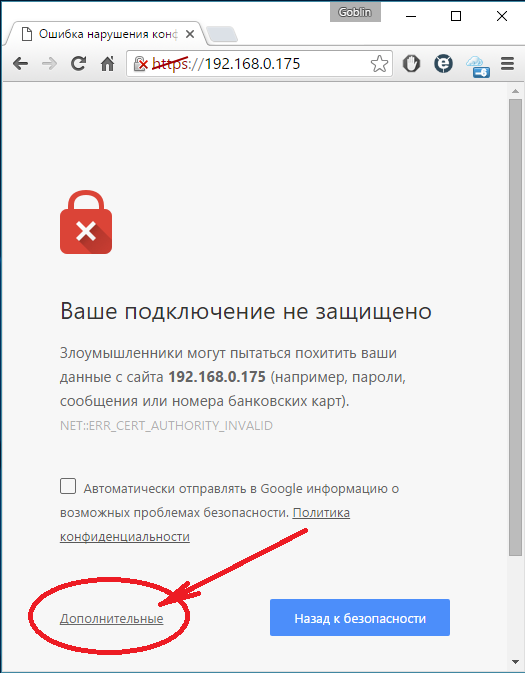 Goblin
Ошибка нарушения конф
https://192.168.0.175
-6
Ваше подключение не защищено
Злоумышленники могут пытаться похитить ваши
данные с сайта 192.168.0.175 (например, пароли,
сообщения или номера банковских карт).
NET::ERR_CERT_AUTHORITY_INVALID
Автоматически отправлять в Google информацию о
возможных проблемах безопасности. Политика
конфиденциальности
Дополнительные
Назад к безопасности